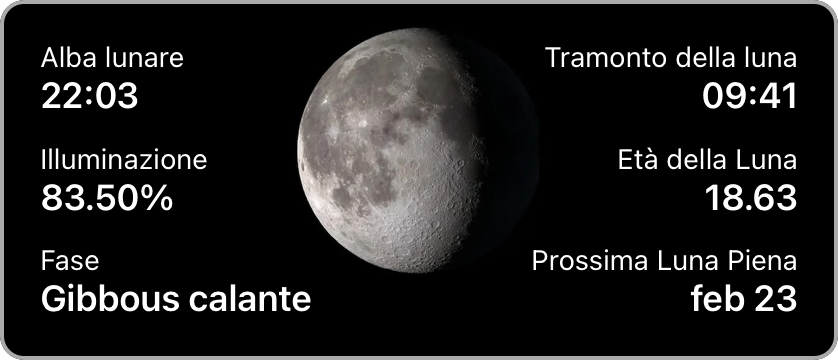 Alba lunare
22:03
Illuminazione
83.50%
Fase
Gibbous calante
Tramonto della luna
09:41
Età della Luna
18.63
Prossima Luna Piena
feb 23